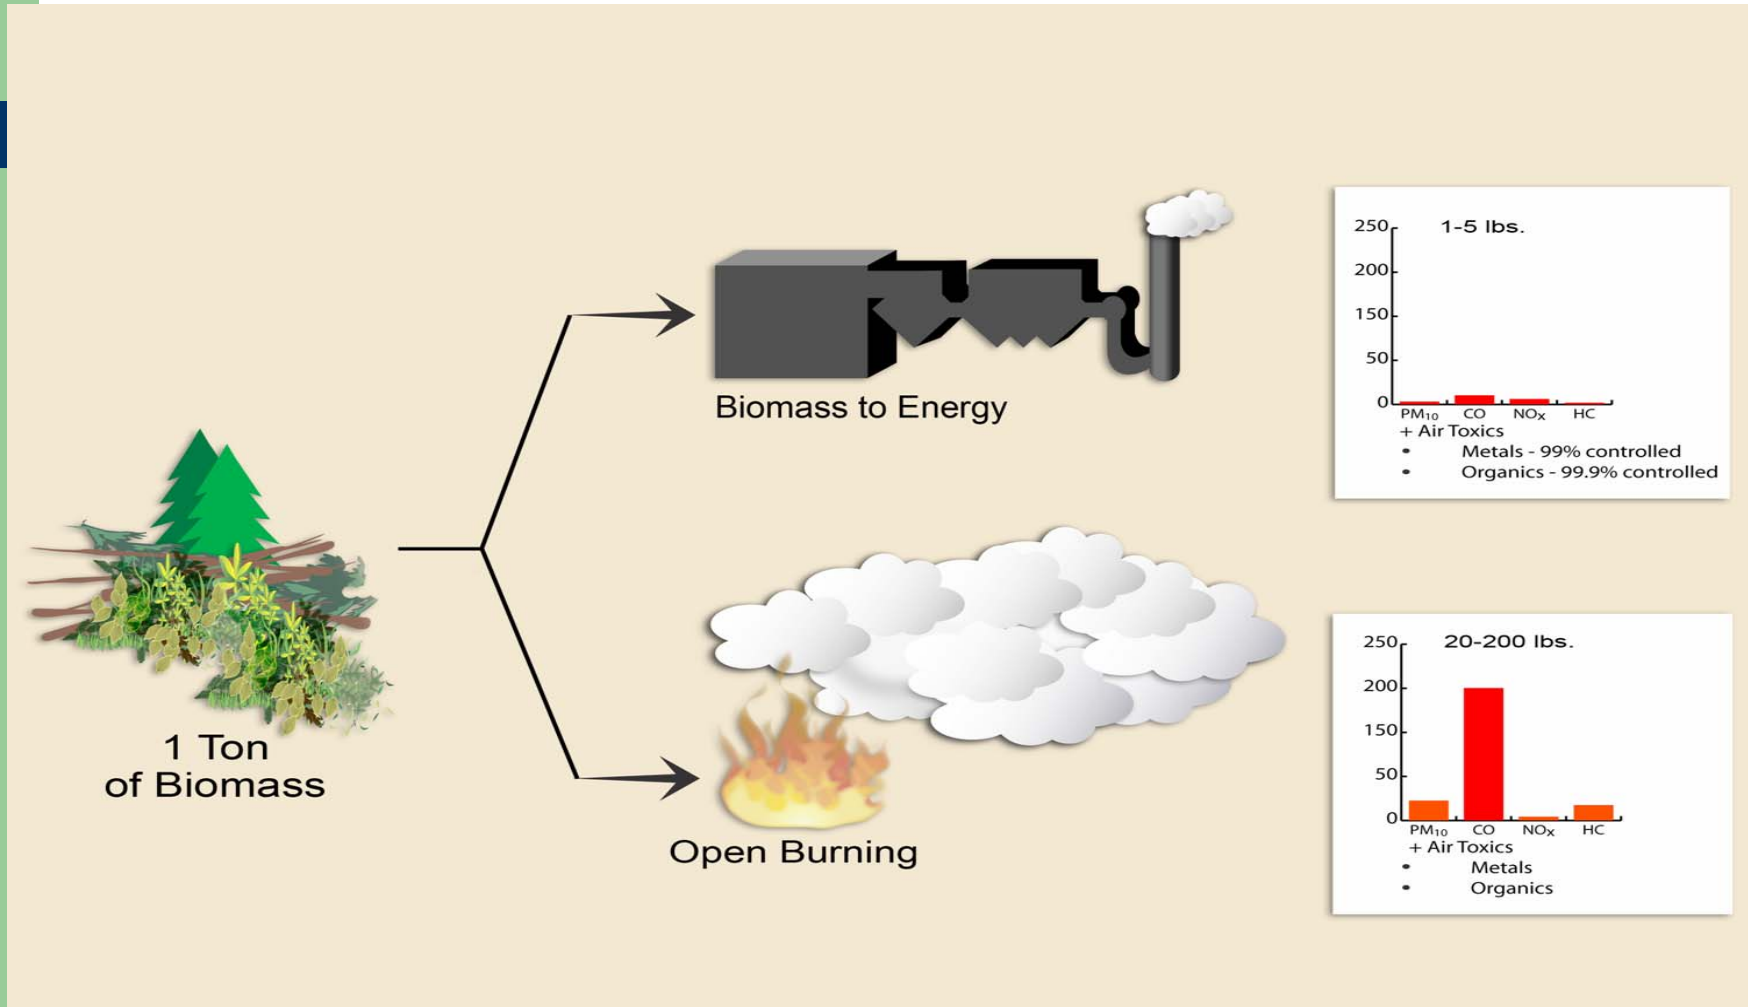 1 Ton
of Biomass
Biomass to Energy
250
1-5 lbs.
200
150
50
0
PM10 CO NOx HC
+ Air Toxics
• Metals - 99% controlled
• Organics - 99.9% controlled
Open Burning
250
20-200 lbs.
200
150
50
0
PM10 CO NOx HC
+ Air Toxics
• Metals
• Organics